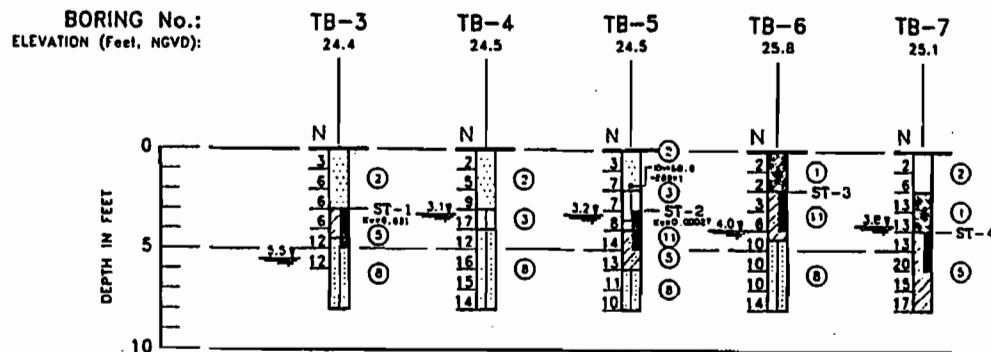 BORING No.: TB-3 TB-4 TB-5 TB-6 TB-7
ELEVATION (Feet, NGVD): 24.4 24.5 24.5 25.8 25.1
N N N N N
0
5
10
DEPTH IN FEET
3 6 6 6 12 12
② ⑤ ⑧
ST-1
5.5
2 5 9 17 12 16 15 14
③ ⑧
②
3.1
3 7 7 8 6 14 13 11 10
② ③ ⑪ ⑤ ⑧
ST-2
3.2
2 2 3 6 10 10 10 14
① ⑪ ⑧
ST-3
4.0
2 6 13 13 20 15 17
② ① ⑤
ST-4